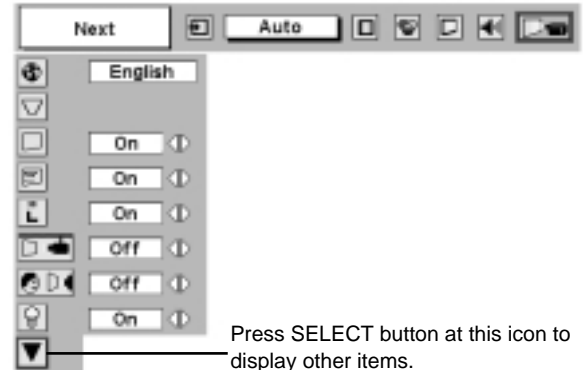 Next
Auto
English
On
On
On
Off
Off
On
Press SELECT button at this icon to
display other items.